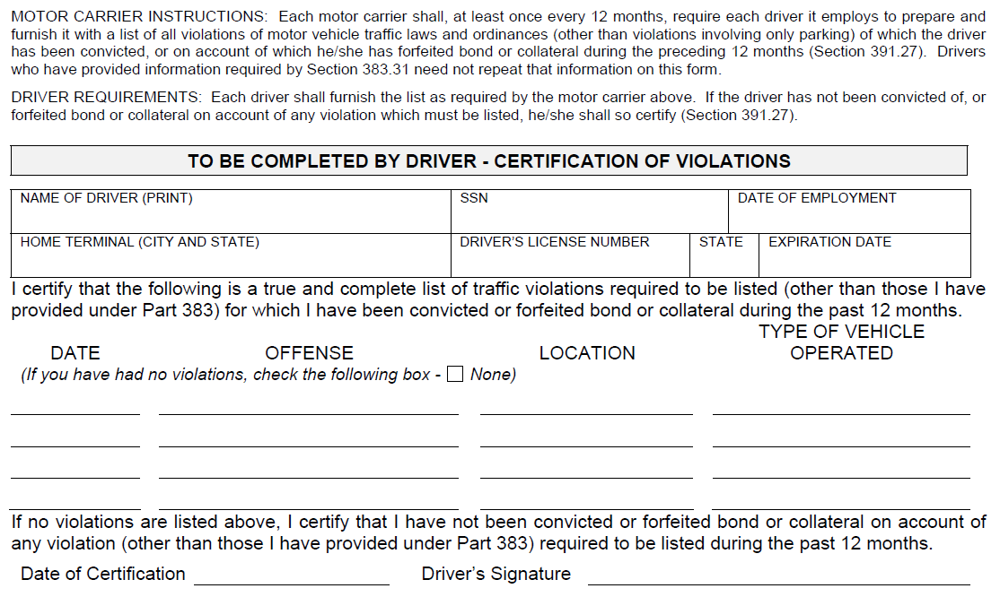 MOTOR CARRIER INSTRUCTIONS:  Each motor carrier shall, at least once every 12 months, require each driver it employs to prepare and
furnish it with a list of all violations of motor vehicle traffic laws and ordinances (other than violations involving only parking) of which the driver
has been convicted, or on account of which he/she has forfeited bond or collateral during the preceding 12 months (Section 391.27).  Drivers
who have provided information required by Section 383.31 need not repeat that information on this form.
DRIVER REQUIREMENTS:  Each driver shall furnish the list as required by the motor carrier above.  If the driver has not been convicted of, or
forfeited bond or collateral on account of any violation which must be listed, he/she shall so certify (Section 391.27).
TO BE COMPLETED BY DRIVER - CERTIFICATION OF VIOLATIONS
NAME OF DRIVER (PRINT) SSN DATE OF EMPLOYMENT
HOME TERMINAL (CITY AND STATE) DRIVER'S LICENSE NUMBER STATE EXPIRATION DATE
I certify that the following is a true and complete list of traffic violations required to be listed (other than those I have
provided under Part 383) for which I have been convicted or forfeited bond or collateral during the past 12 months.
TYPE OF VEHICLE
DATE OFFENSE LOCATION OPERATED
(If you have had no violations, check the following box - ☐ None)
If no violations are listed above, I certify that I have not been convicted or forfeited bond or collateral on account of
any violation (other than those I have provided under Part 383) required to be listed during the past 12 months.
Date of Certification Driver's Signature